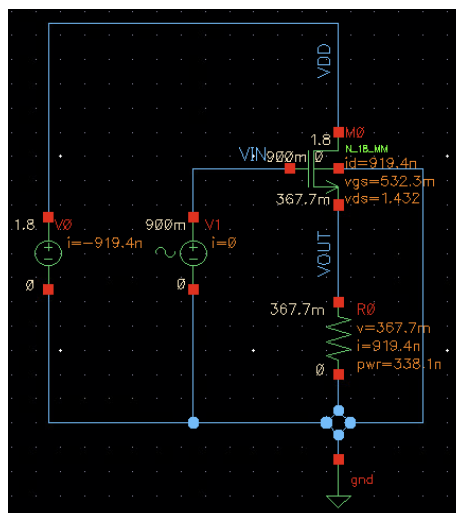 VDD
M0
1.8
N_18_MM
VIN
900m
0
id=919.4n
vgs=532.3m
vds=1.432
367.7m
1.8
V0
i=-919.4n
0
900m
V1
i=0
0
VOUT
367.7m
R0
v=367.7m
i=919.4n
pwr=338.1n
0
gnd